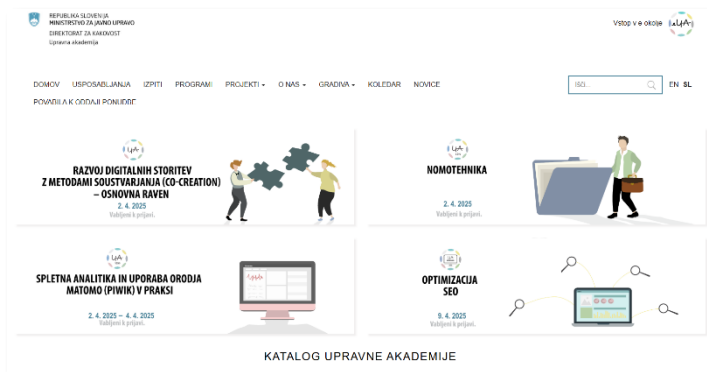 REPUBLIKA SLOVENIJA
MINISTRSTVO ZA JAVNO UPRAVO
DIREKTORAT ZA KAKOVOST
Upravna akademija
Vstop v e okolje
UA
DOMOV USPOSABLJANJA IZPITI PROGRAMI PROJEKTI O NAS GRADIVA KOLEDAR NOVICE
Išči...
EN SL
POVABILA K ODDAJI PONUDBE
RAZVOJ DIGITALNIH STORITEV
Z METODAMI SOUSTVARJANJA (CO-CREATION)
– OSNOVNA RAVEN
2. 4. 2025
Vabljeni k prijavi.
NOMOTEHNIKA
2. 4. 2025
Vabljeni k prijavi.
SPLETNA ANALITIKA IN UPORABA ORODJA
MATOMO (PIWIK) V PRAKSI
2. 4. 2025 – 4. 4. 2025
Vabljeni k prijavi.
OPTIMIZACIJA
SEO
9. 4. 2025
Vabljeni k prijavi.
KATALOG UPRAVNE AKADEMIJE